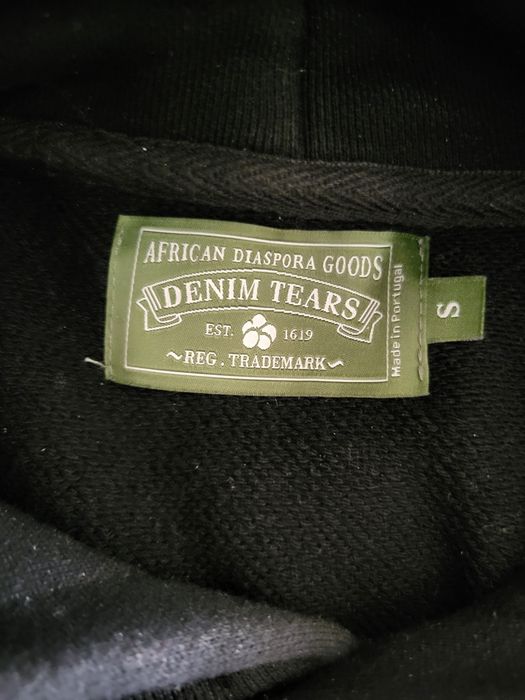 AFRICAN DIASPORA GOODS
DENIM TEARS
EST. 1619
~REG. TRADEMARK~
Made in Portugal
S